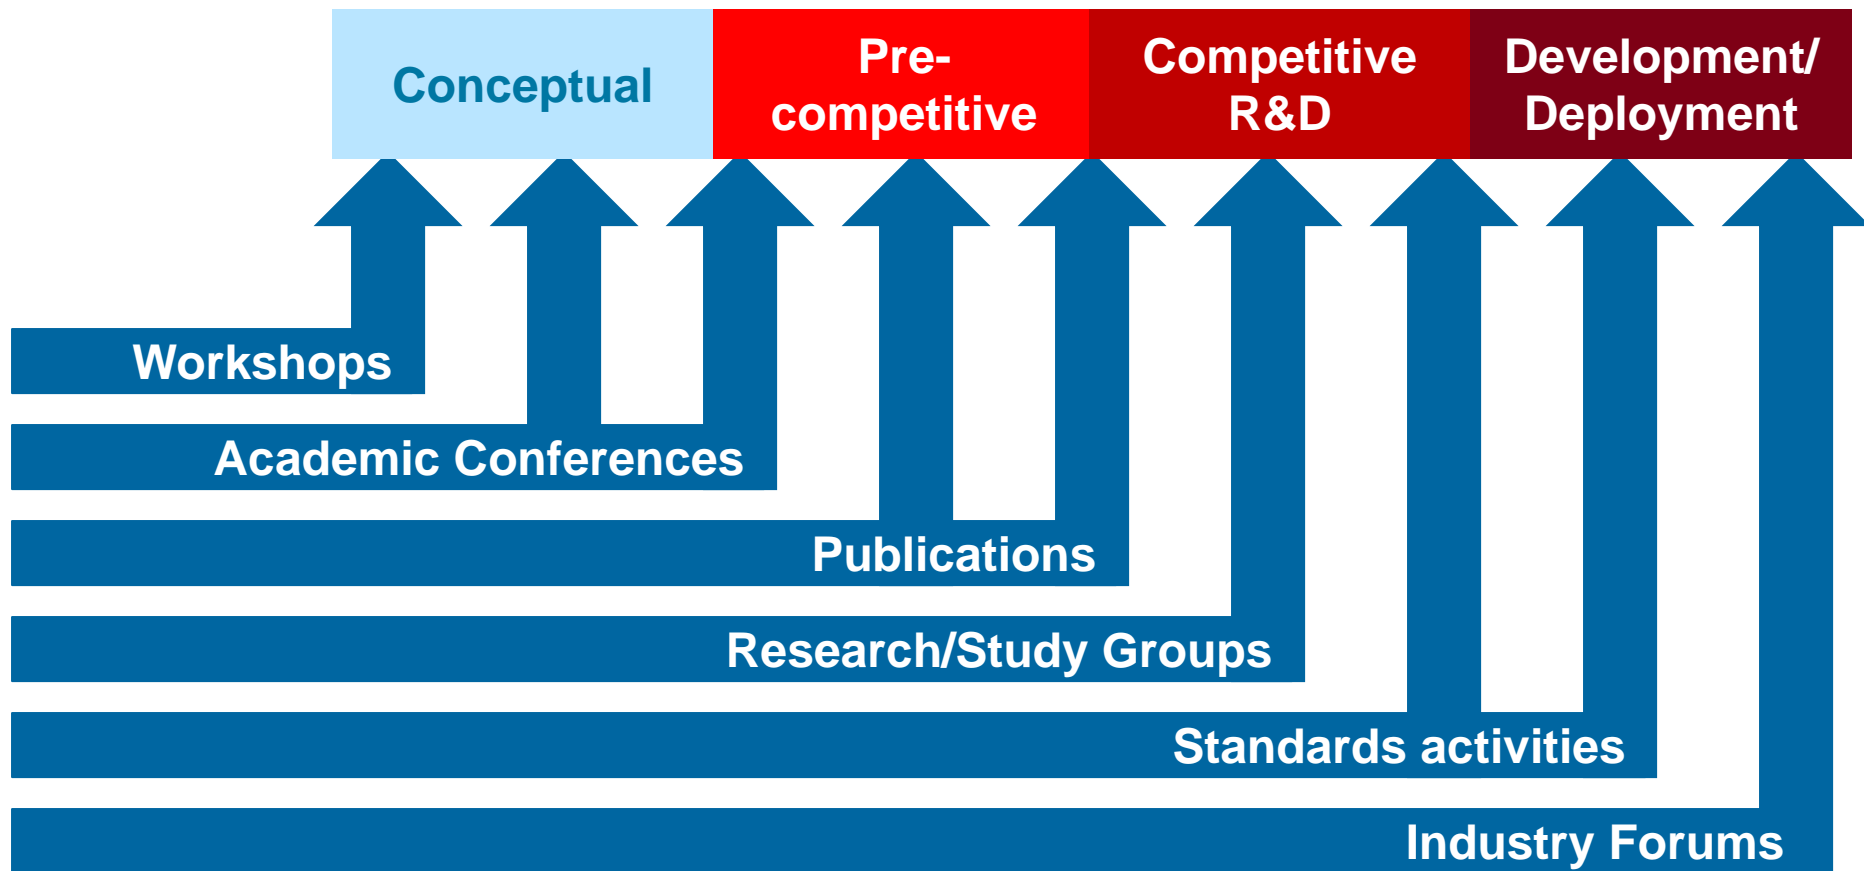 Conceptual
Pre-
competitive
Competitive
R&D
Development/
Deployment
Workshops
Academic Conferences
Publications
Research/Study Groups
Standards activities
Industry Forums